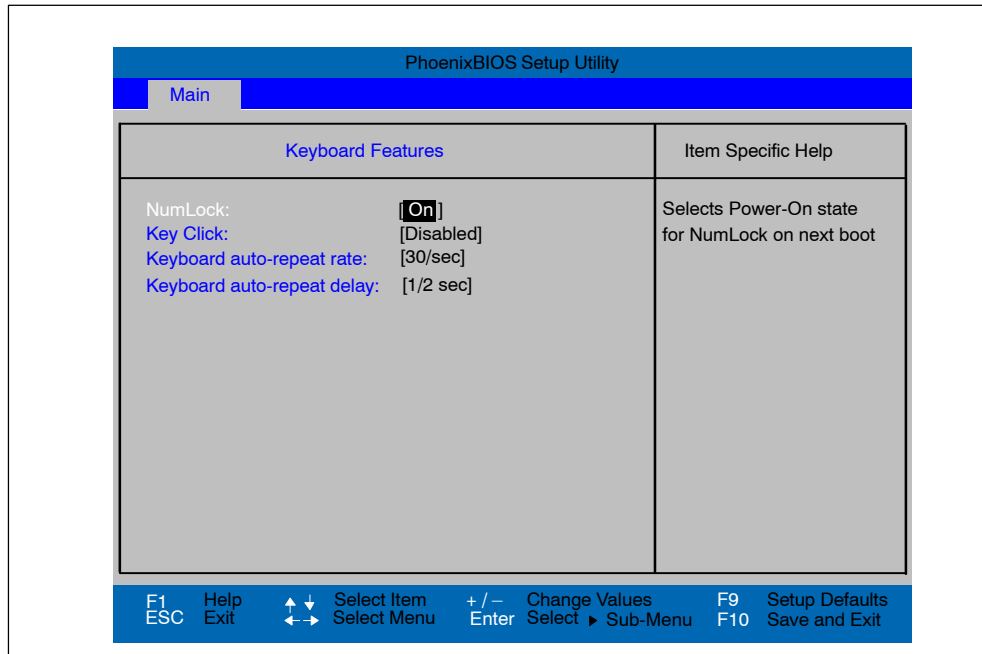 PhoenixBIOS Setup Utility
Main
Keyboard Features
Item Specific Help
NumLock: [ On ]
Key Click: [Disabled]
Keyboard auto-repeat rate: [30/sec]
Keyboard auto-repeat delay: [1/2 sec]
Selects Power-On state
for NumLock on next boot
F1 Help Select Item + / − Change Values F9 Setup Defaults
ESC Exit Select Menu Enter Select ▶ Sub-Menu F10 Save and Exit